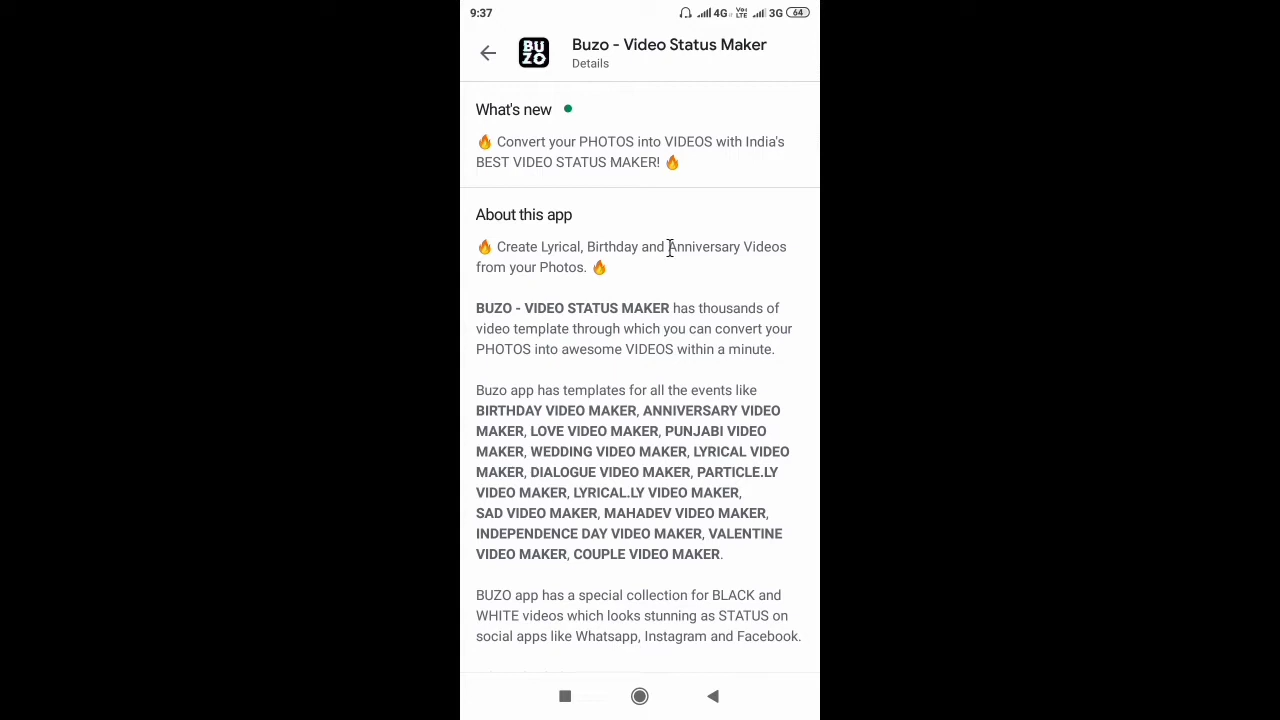 9:37 4G Vo) LTE 3G 64
BUZO
Buzo - Video Status Maker
Details
What's new
🔥 Convert your PHOTOS into VIDEOS with India's
BEST VIDEO STATUS MAKER! 🔥
About this app
🔥 Create Lyrical, Birthday and Anniversary Videos
from your Photos. 🔥
BUZO - VIDEO STATUS MAKER has thousands of
video template through which you can convert your
PHOTOS into awesome VIDEOS within a minute.
Buzo app has templates for all the events like
BIRTHDAY VIDEO MAKER, ANNIVERSARY VIDEO
MAKER, LOVE VIDEO MAKER, PUNJABI VIDEO
MAKER, WEDDING VIDEO MAKER, LYRICAL VIDEO
MAKER, DIALOGUE VIDEO MAKER, PARTICLE.LY
VIDEO MAKER, LYRICAL.LY VIDEO MAKER,
SAD VIDEO MAKER, MAHADEV VIDEO MAKER,
INDEPENDENCE DAY VIDEO MAKER, VALENTINE
VIDEO MAKER, COUPLE VIDEO MAKER.
BUZO app has a special collection for BLACK and
WHITE videos which looks stunning as STATUS on
social apps like Whatsapp, Instagram and Facebook.